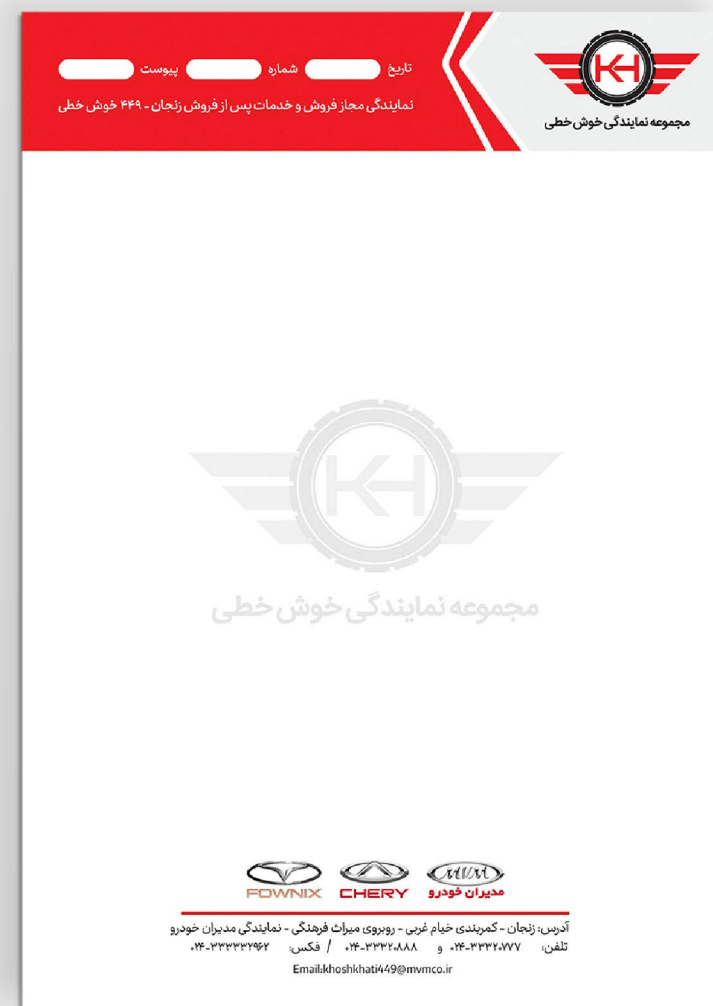 تاریخ شماره پیوست
نمایندگی مجاز فروش و خدمات پس از فروش زنجان - ۴۴۹ خوش خطی
KH
مجموعه نمایندگی خوش خطی
KH
مجموعه نمایندگی خوش خطی
MVM
FOWNIX CHERY مدیران خودرو
آدرس: زنجان - کمربندی خیام غربی - روبروی میراث فرهنگی - نمایندگی مدیران خودرو
تلفن: ۰۲۴-۳۳۳۲۰۷۷۷ و ۰۲۴-۳۳۳۲۰۸۸۸ / فکس: ۰۲۴-۳۳۳۳۳۲۹۶۲
Email:khoshkhati449@mvmco.ir